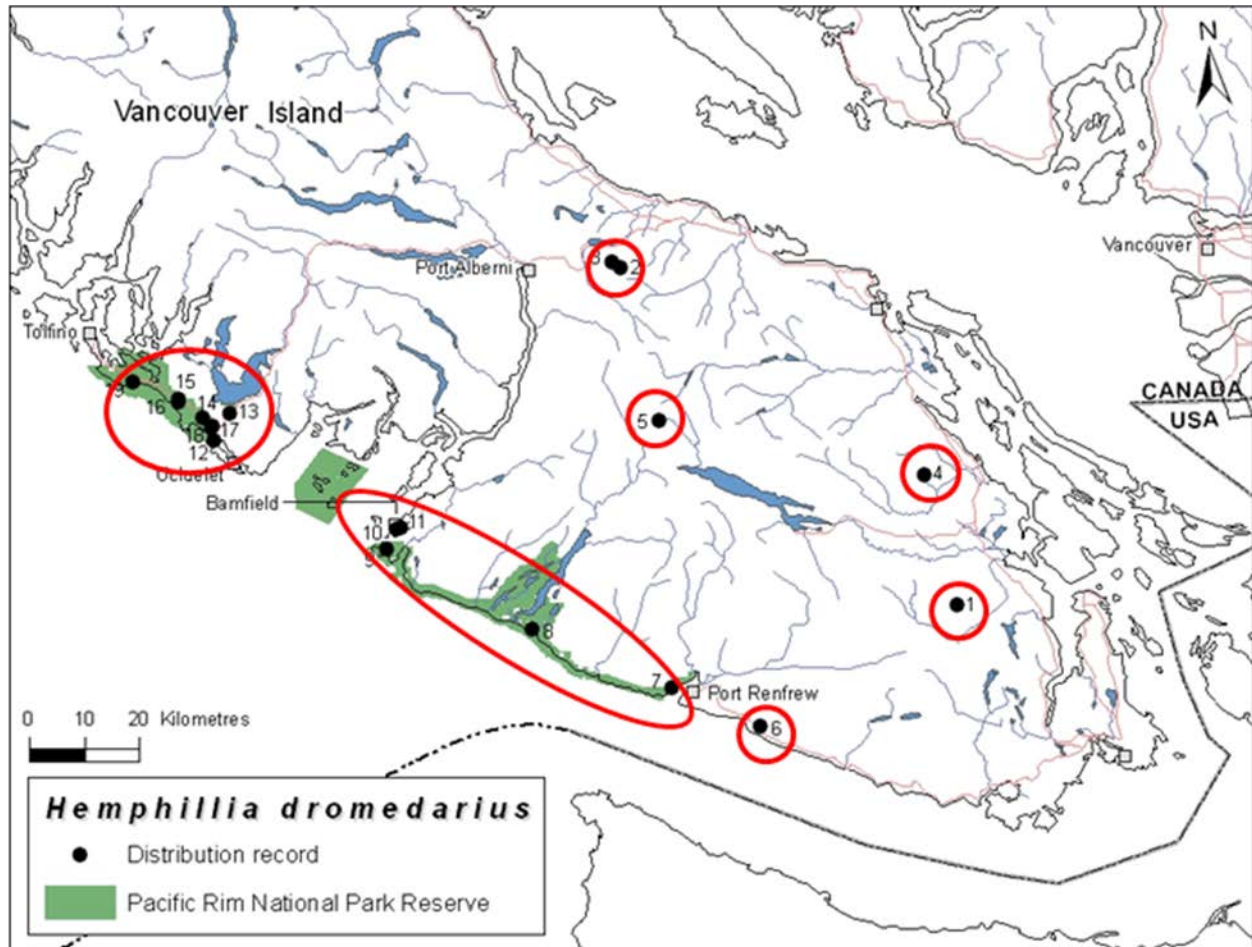 N
Vancouver Island
Vancouver
Port Alberni
3
2
Tolfino
CANADA
USA
19
15
16
14
13
17
18
12
Ucluelet
5
4
Bamfield
11
10
9
1
8
7
Port Renfrew
6
0 10 20 Kilometres
Hemphillia dromedarius
Distribution record
Pacific Rim National Park Reserve